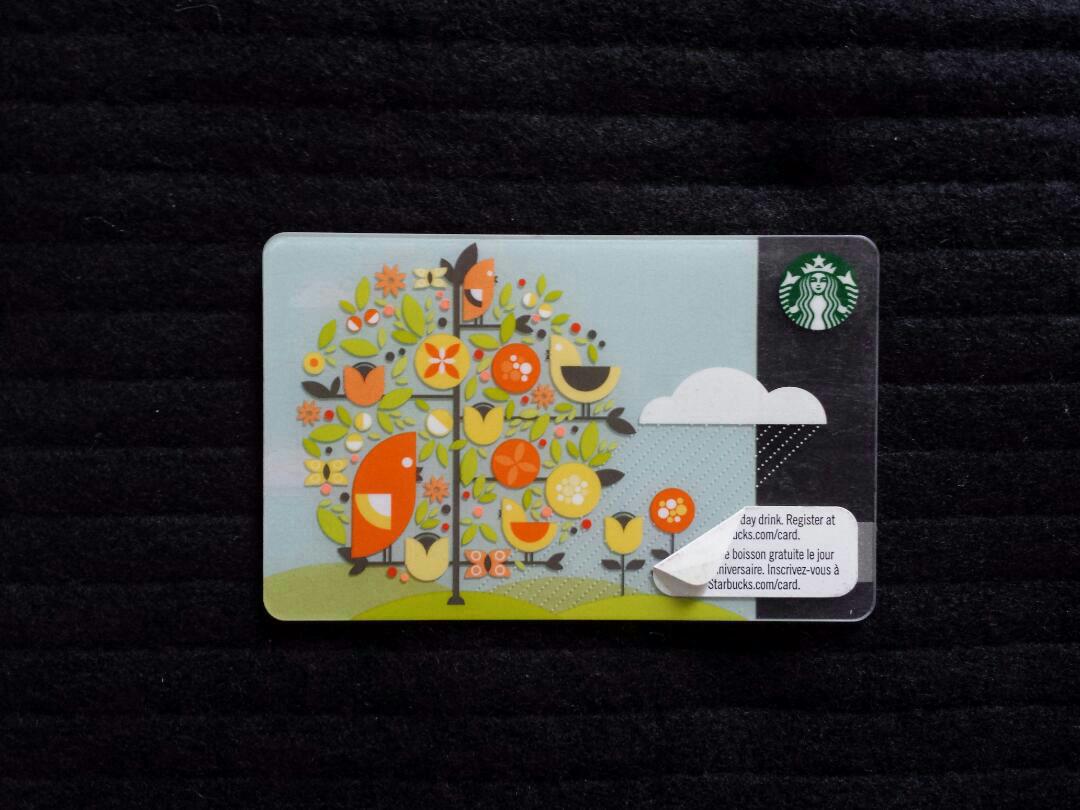 day drink. Register at
ucks.com/card.
boisson gratuite le jour
niversaire. Inscrivez-vous à
Starbucks.com/card.